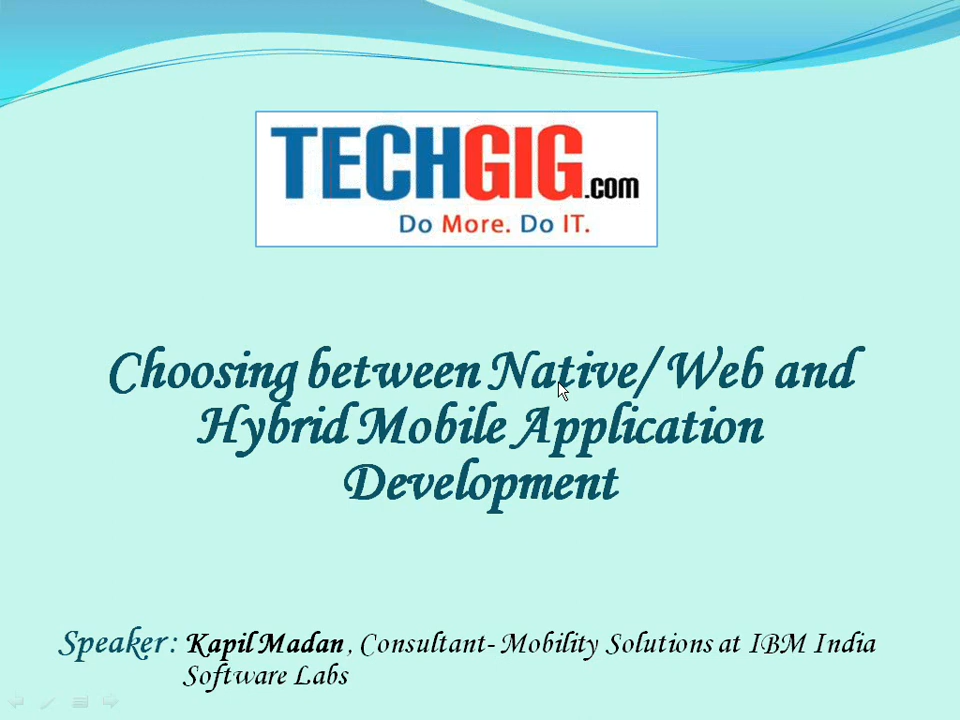 TECHGIG.com
Do More. Do IT.
Choosing between Native/ Web and
Hybrid Mobile Application
Development
Speaker: Kapil Madan , Consultant- Mobility Solutions at IBM India
Software Labs